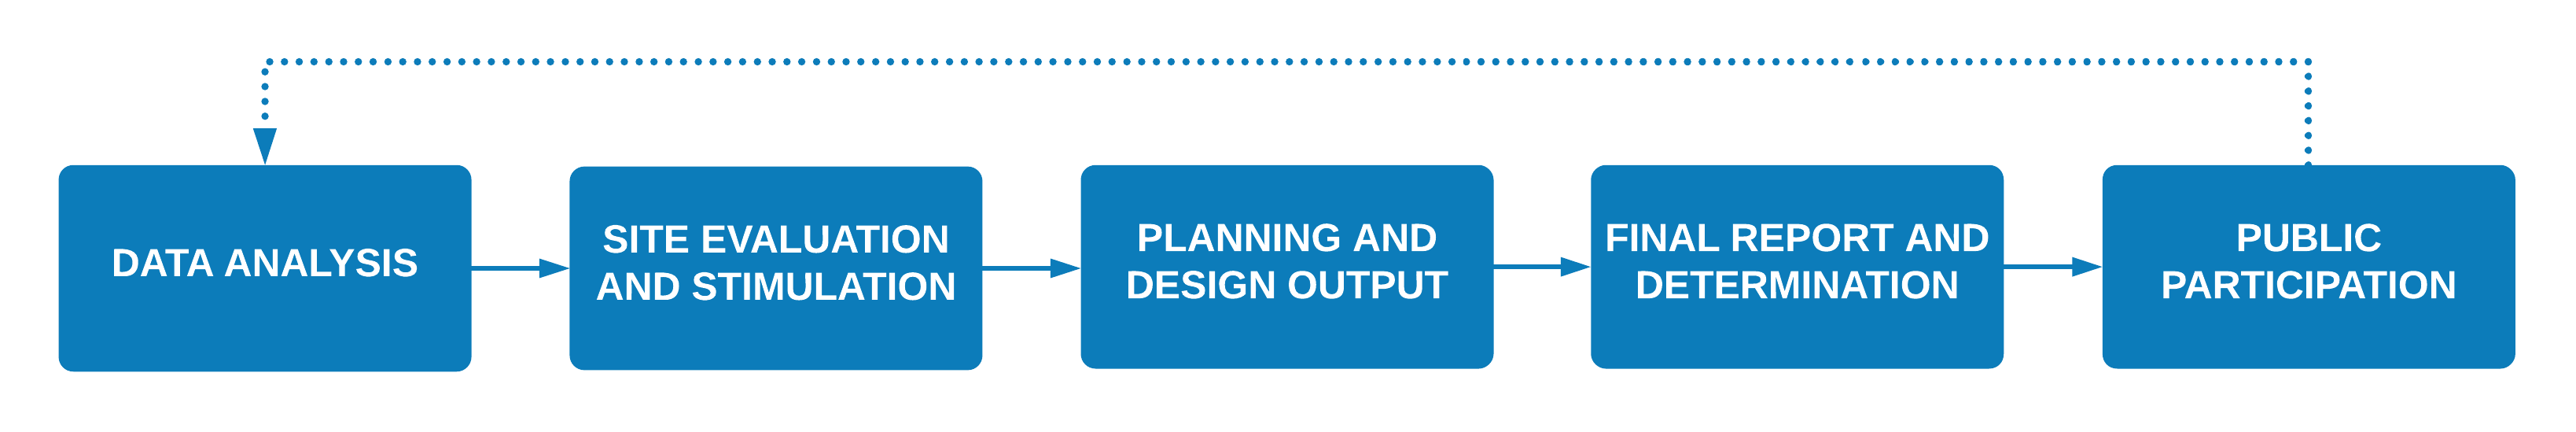 DATA ANALYSIS
SITE EVALUATION
AND STIMULATION
PLANNING AND
DESIGN OUTPUT
FINAL REPORT AND
DETERMINATION
PUBLIC
PARTICIPATION